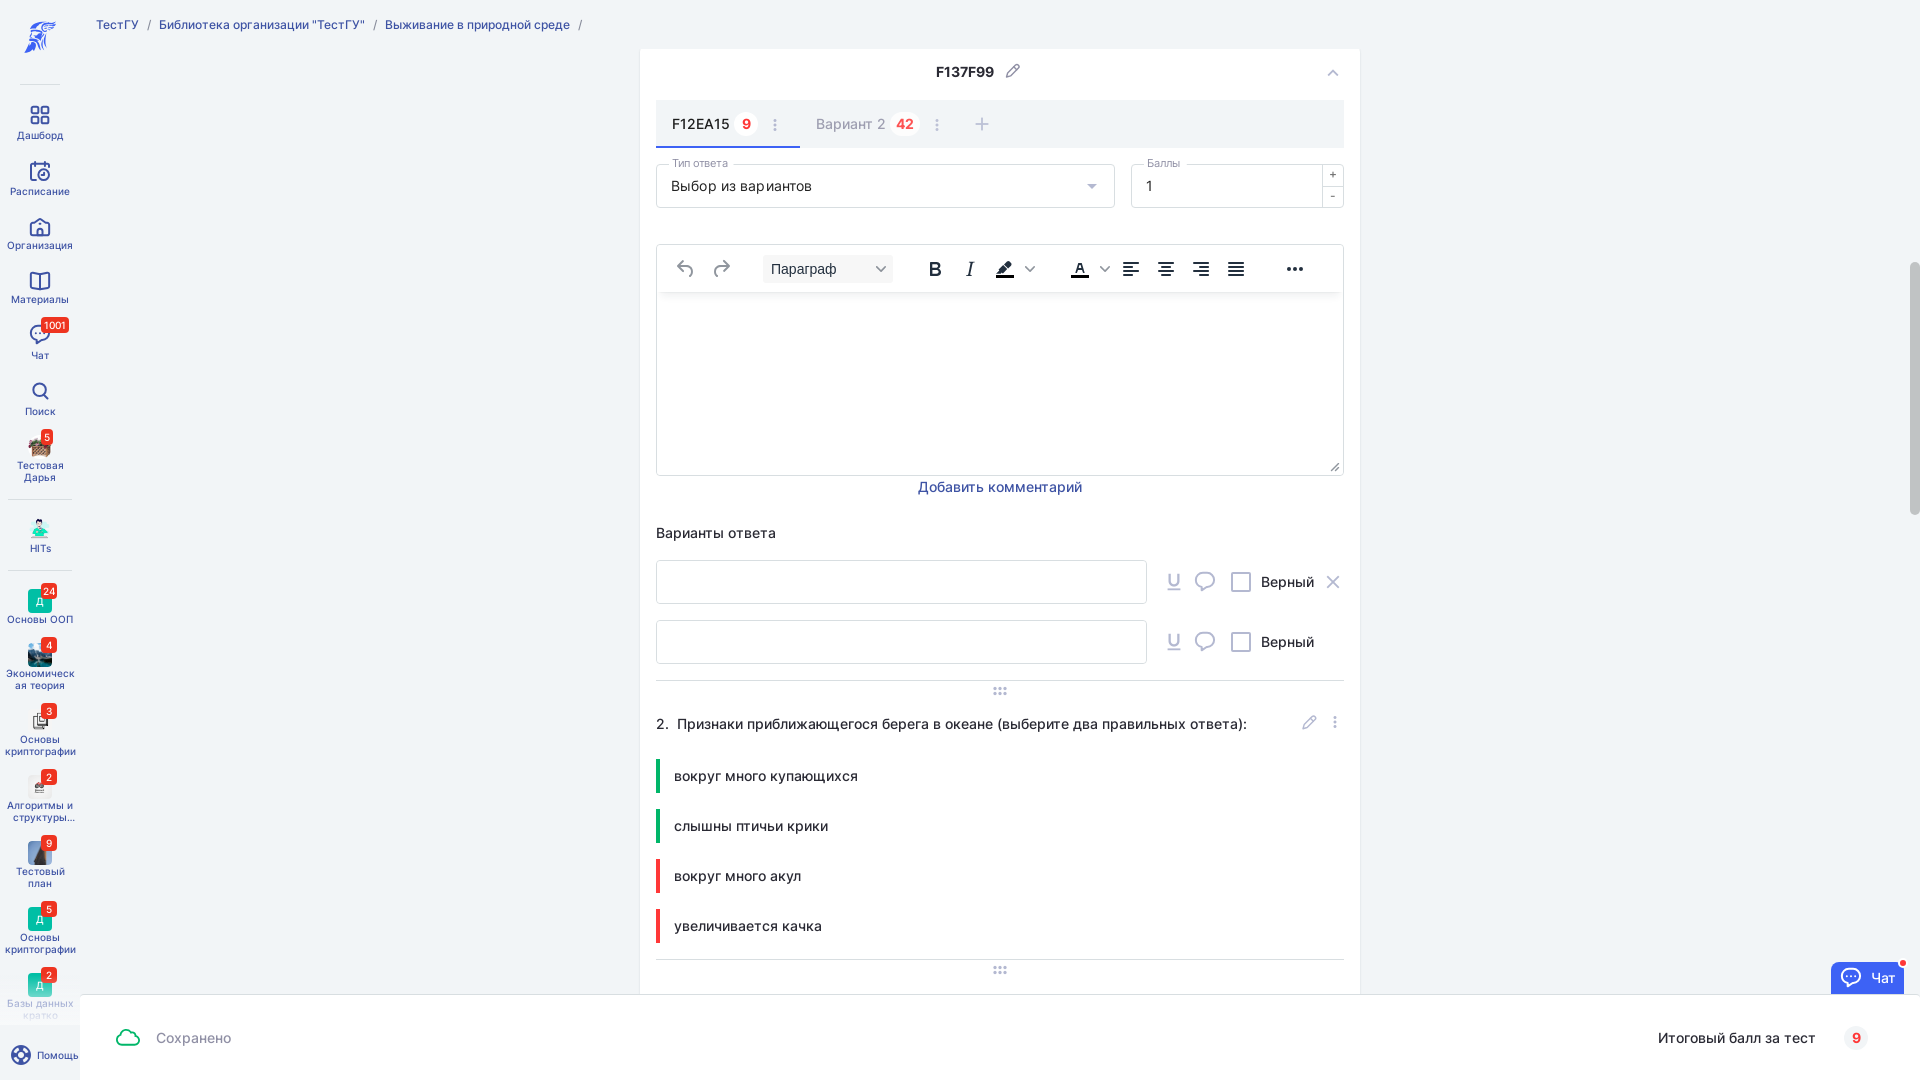 ТестГУ / Библиотека организации "ТестГУ" / Выживание в природной среде /
F137F99
F12EA15 9 Вариант 2 42
Тип ответа
Выбор из вариантов
Баллы
1
+
-
Параграф
Добавить комментарий
Варианты ответа
Верный
Верный
2. Признаки приближающегося берега в океане (выберите два правильных ответа):
вокруг много купающихся
слышны птичьи крики
вокруг много акул
увеличивается качка
Дашборд
Расписание
Организация
Материалы
1001
Чат
Поиск
5
Тестовая
Дарья
HITs
24
Д
Основы ООП
4
Экономическ
ая теория
3
Основы
криптографии
2
Алгоритмы и
структуры...
9
Тестовый
план
5
Д
Основы
криптографии
2
Д
Базы данных
кратко
Помощь
Чат
Сохранено
Итоговый балл за тест 9